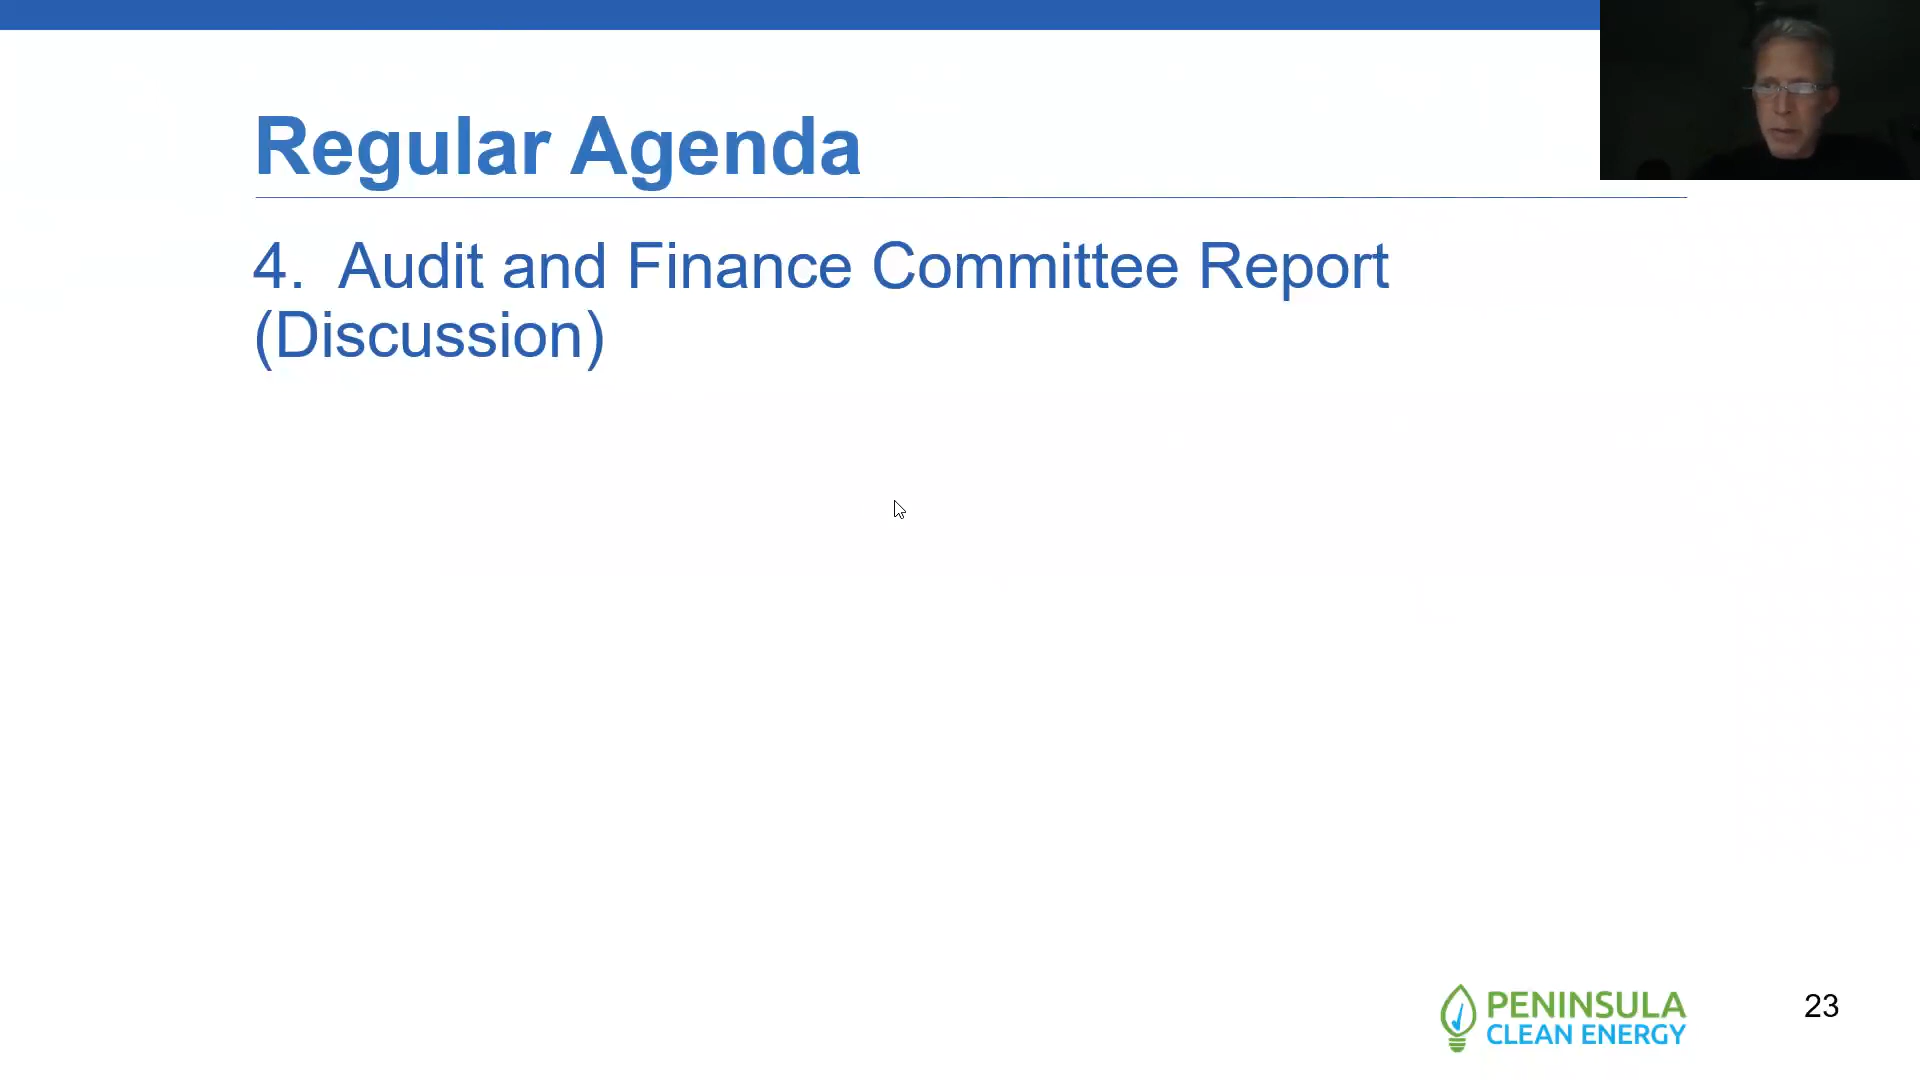 Regular Agenda
4. Audit and Finance Committee Report
(Discussion)
PENINSULA
CLEAN ENERGY
23